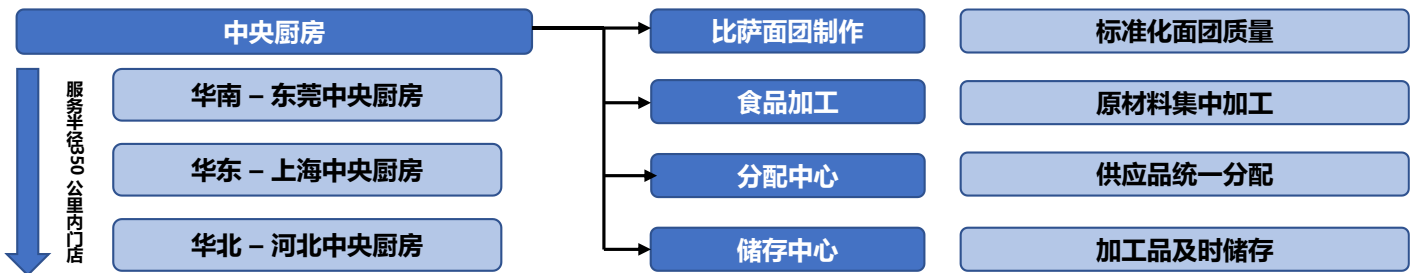 中央厨房
比萨面团制作
标准化面团质量
服务半径350 公里内门店
华南 – 东莞中央厨房
食品加工
原材料集中加工
华东 – 上海中央厨房
分配中心
供应品统一分配
华北 – 河北中央厨房
储存中心
加工品及时储存